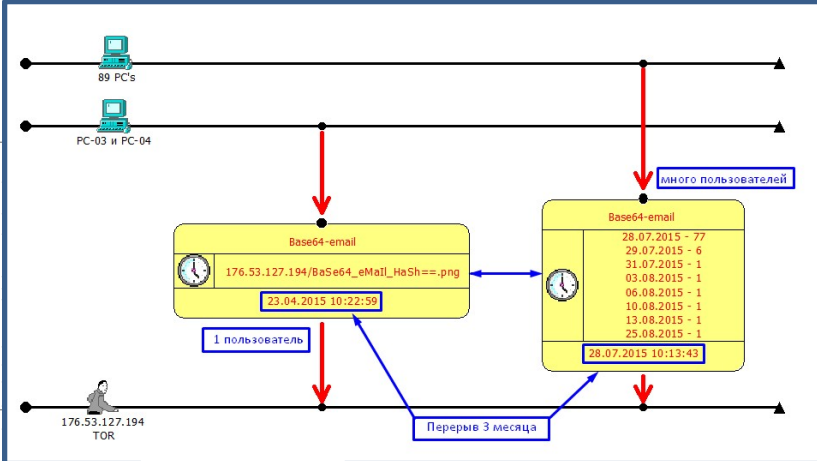 89 PC's
PC-03 и PC-04
много пользователей
Base64-email
176.53.127.194/BaSe64_eMaIl_HaSh==.png
23.04.2015 10:22:59
1 пользователь
Base64-email
28.07.2015 - 77
29.07.2015 - 6
31.07.2015 - 1
03.08.2015 - 1
06.08.2015 - 1
10.08.2015 - 1
13.08.2015 - 1
25.08.2015 - 1
28.07.2015 10:13:43
176.53.127.194
TOR
Перерыв 3 месяца